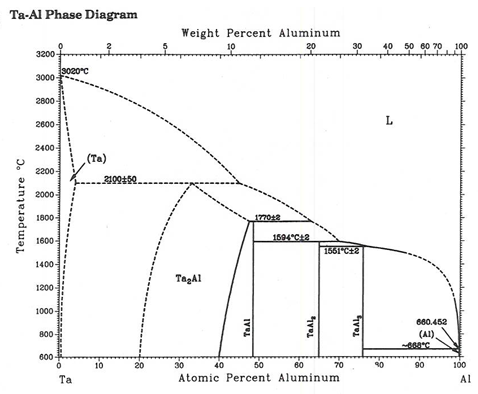 Ta-Al Phase Diagram
Weight Percent Aluminum
0 2 5 10 20 30 40 50 60 70 100
3200
3000
2800
2600
2400
2200
2000
1800
1600
1400
1200
1000
800
600
Temperature °C
3020°C
L
(Ta)
2100±50
1770±2
1594°C±2
1551°C±2
Ta₂Al
TaAl
TaAl₂
TaAl₃
660.452
(Al)
~668°C
0 10 20 30 40 50 60 70 80 90 100
Ta Atomic Percent Aluminum Al